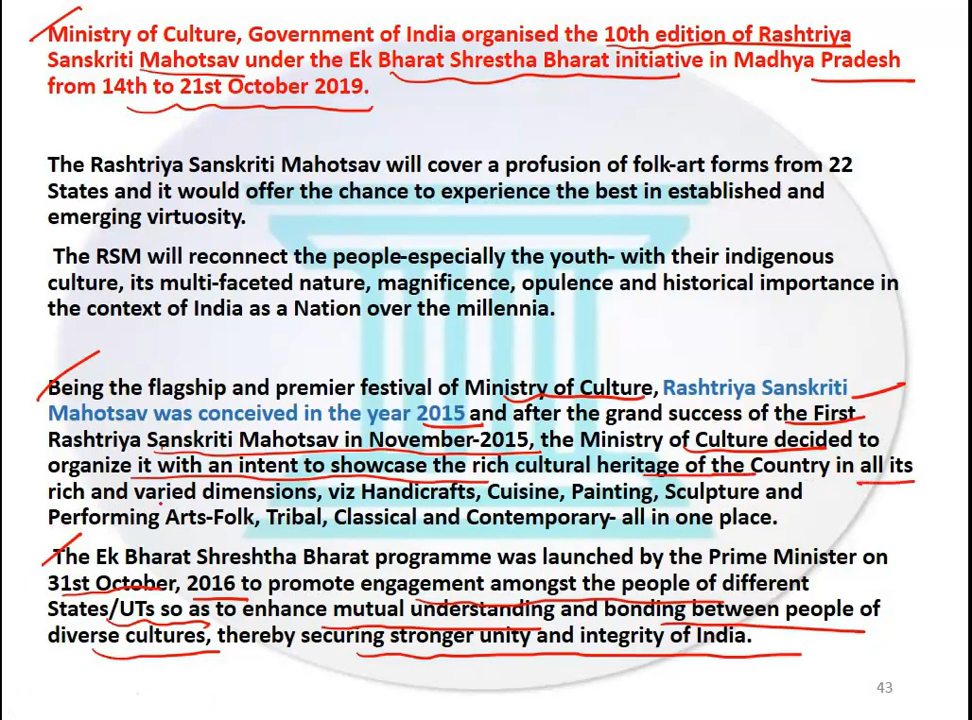 Ministry of Culture, Government of India organised the 10th edition of Rashtriya
Sanskriti Mahotsav under the Ek Bharat Shrestha Bharat initiative in Madhya Pradesh
from 14th to 21st October 2019.
The Rashtriya Sanskriti Mahotsav will cover a profusion of folk-art forms from 22
States and it would offer the chance to experience the best in established and
emerging virtuosity.
The RSM will reconnect the people-especially the youth- with their indigenous
culture, its multi-faceted nature, magnificence, opulence and historical importance in
the context of India as a Nation over the millennia.
Being the flagship and premier festival of Ministry of Culture, Rashtriya Sanskriti
Mahotsav was conceived in the year 2015 and after the grand success of the First
Rashtriya Sanskriti Mahotsav in November-2015, the Ministry of Culture decided to
organize it with an intent to showcase the rich cultural heritage of the Country in all its
rich and varied dimensions, viz Handicrafts, Cuisine, Painting, Sculpture and
Performing Arts-Folk, Tribal, Classical and Contemporary- all in one place.
The Ek Bharat Shreshtha Bharat programme was launched by the Prime Minister on
31st October, 2016 to promote engagement amongst the people of different
States/UTs so as to enhance mutual understanding and bonding between people of
diverse cultures, thereby securing stronger unity and integrity of India.
43